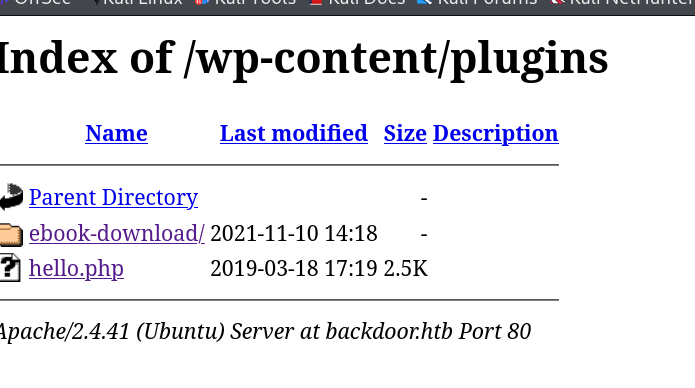 OffSec Kali Linux Kali Tools Kali Docs Kali Forums Kali NetHunter
Index of /wp-content/plugins
Name Last modified Size Description
Parent Directory -
ebook-download/ 2021-11-10 14:18 -
hello.php 2019-03-18 17:19 2.5K
Apache/2.4.41 (Ubuntu) Server at backdoor.htb Port 80